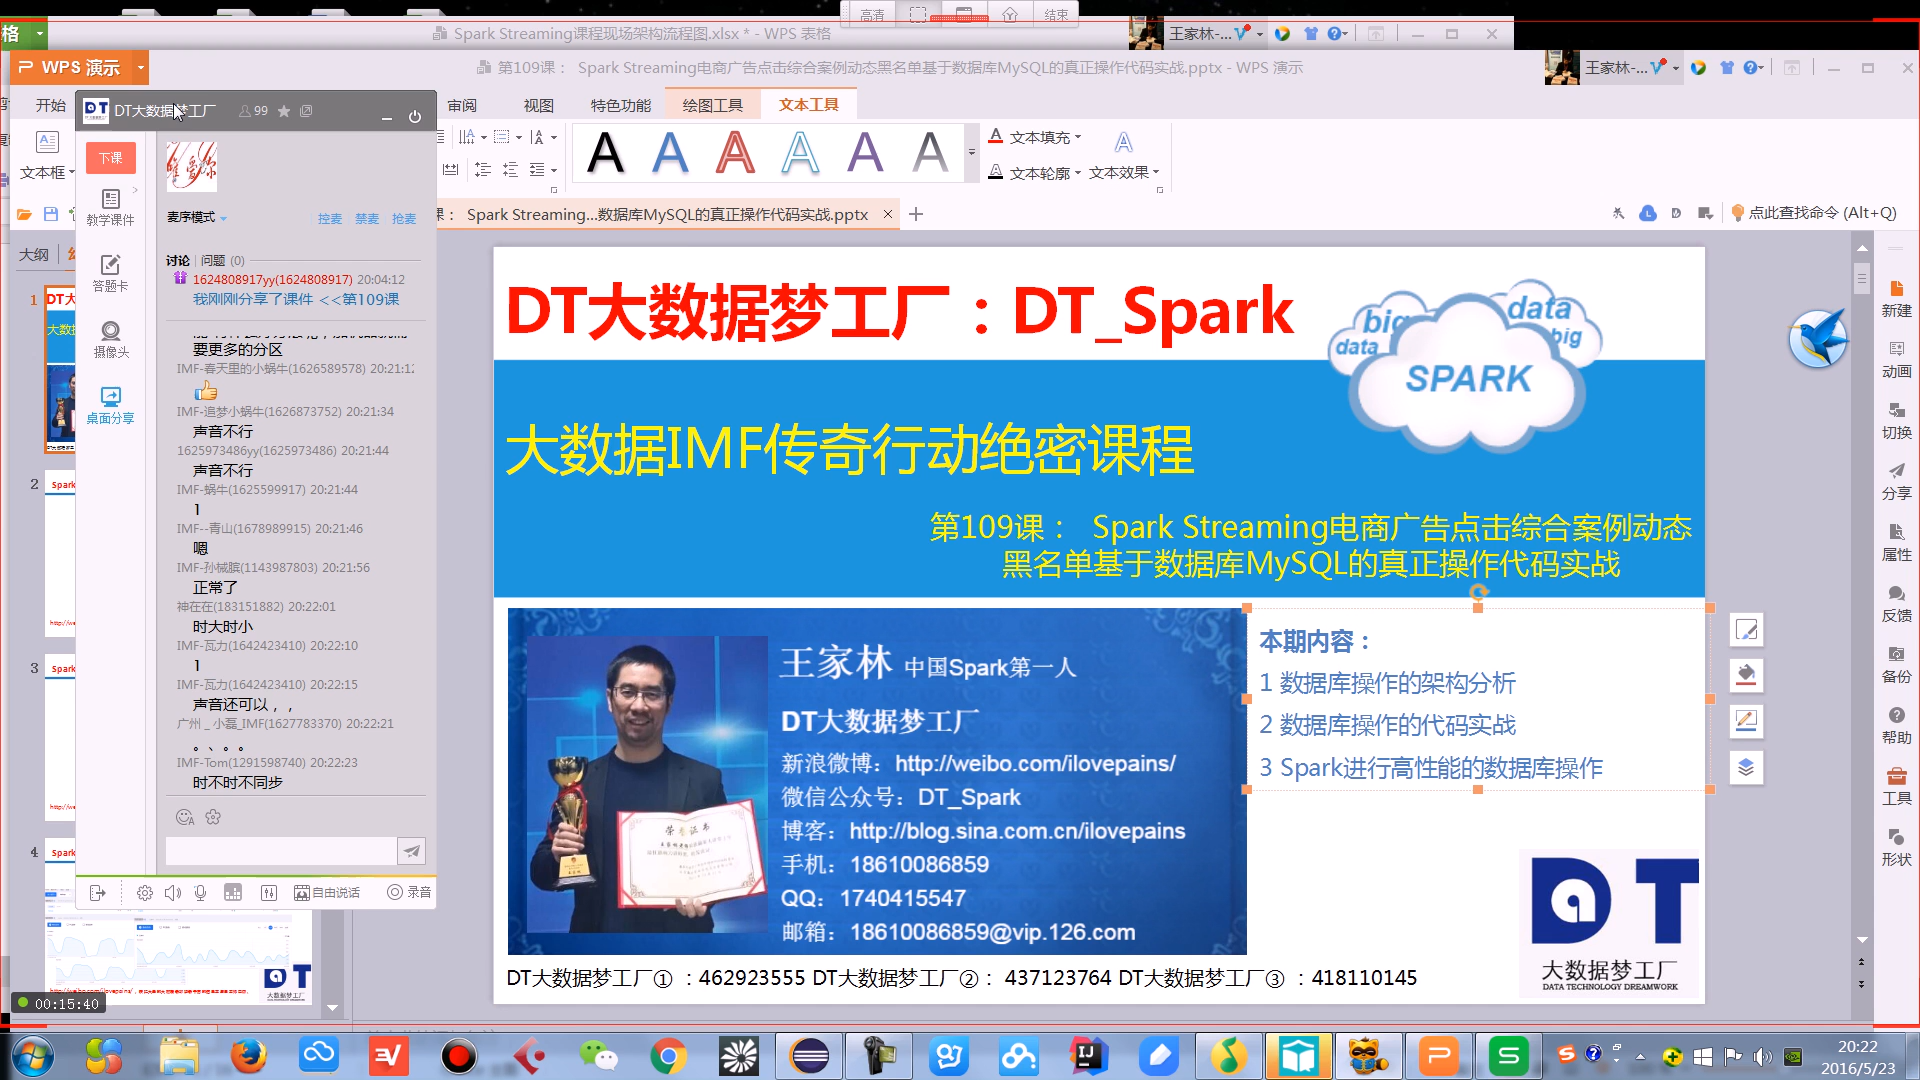 高清
结束
格
Spark Streaming课程现场架构流程图.xlsx * - WPS 表格
王家林-...
WPS 演示
第109课： Spark Streaming电商广告点击综合案例动态黑名单基于数据库MySQL的真正操作代码实战.pptx - WPS 演示
王家林-...
开始
审阅
视图
特色功能
绘图工具
文本工具
文本框
文本填充
文本轮廓
文本效果
Spark Streaming...数据库MySQL的真正操作代码实战.pptx
点此查找命令 (Alt+Q)
DT大数据梦工厂
99
下课
教学课件
答题卡
摄像头
桌面分享
麦序模式
控麦 禁麦 抢麦
讨论 问题 (0)
1624808917yy(1624808917) 20:04:12
我刚刚分享了课件 <<第109课
要更多的分区
IMF-春天里的小蜗牛(1626589578) 20:21:12
IMF-追梦小蜗牛(1626873752) 20:21:34
声音不行
1625973486yy(1625973486) 20:21:44
声音不行
IMF-蜗牛(1625599917) 20:21:44
1
IMF--青山(1678989915) 20:21:46
嗯
IMF-孙械膑(1143987803) 20:21:56
正常了
神在在(183151882) 20:22:01
时大时小
IMF-瓦力(1642423410) 20:22:10
1
IMF-瓦力(1642423410) 20:22:15
声音还可以，，
广州 _ 小磊_IMF(1627783370) 20:22:21
。、。。
IMF-Tom(1291598740) 20:22:23
时不时不同步
自由说话
录音
大纲
1
2
3
4
Spark
Spark
Spark
00:15:40
DT大数据梦工厂：DT_Spark
big
data
data
big
SPARK
大数据IMF传奇行动绝密课程
第109课： Spark Streaming电商广告点击综合案例动态
黑名单基于数据库MySQL的真正操作代码实战
王家林 中国Spark第一人
DT大数据梦工厂
新浪微博：http://weibo.com/ilovepains/
微信公众号：DT_Spark
博客：http://blog.sina.com.cn/ilovepains
手机：18610086859
QQ：1740415547
邮箱：18610086859@vip.126.com
荣誉证书
本期内容：
1 数据库操作的架构分析
2 数据库操作的代码实战
3 Spark进行高性能的数据库操作
DT
大数据梦工厂
DATA TECHNOLOGY DREAMWORK
DT大数据梦工厂① ：462923555 DT大数据梦工厂②： 437123764 DT大数据梦工厂③ ：418110145
新建
动画
切换
分享
属性
反馈
备份
帮助
工具
形状
20:22
2016/5/23